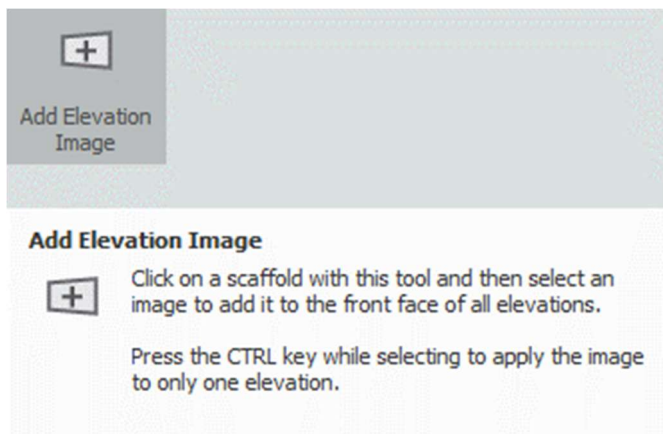 Add Elevation
Image
Add Elevation Image
Click on a scaffold with this tool and then select an
image to add it to the front face of all elevations.
Press the CTRL key while selecting to apply the image
to only one elevation.